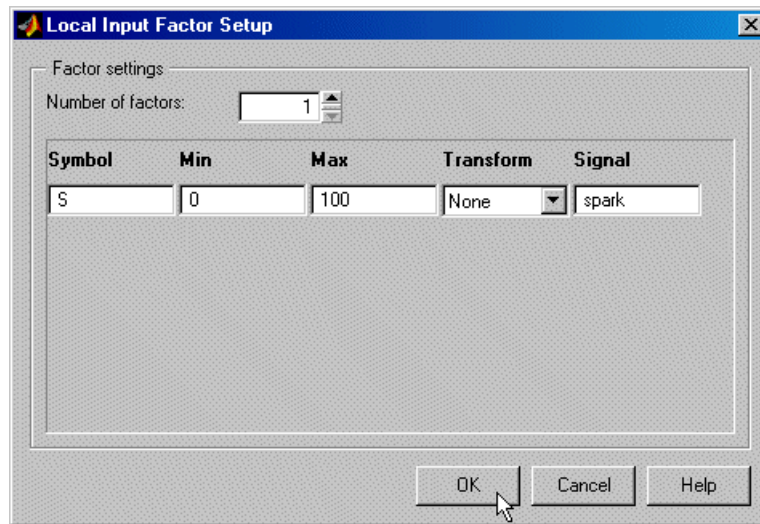 Local Input Factor Setup
Factor settings
Number of factors: 1
Symbol Min Max Transform Signal
S 0 100 None spark
OK Cancel Help